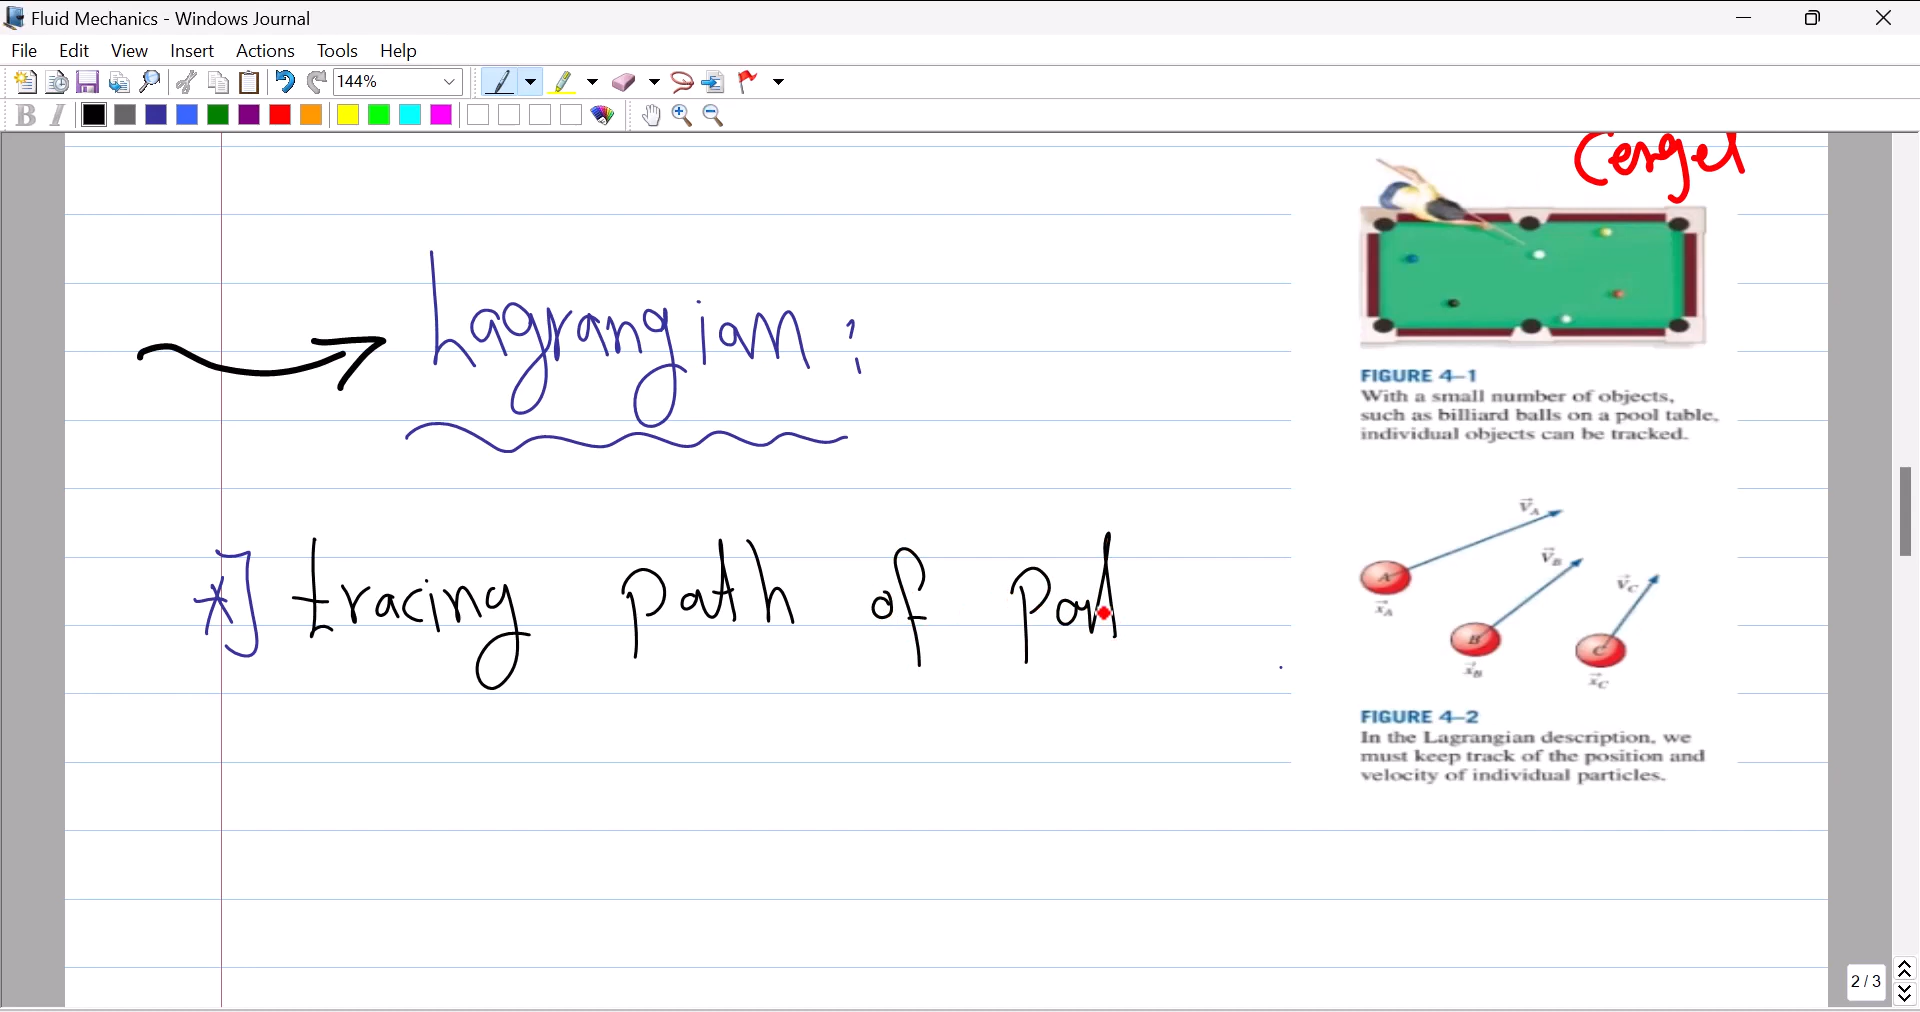 Fluid Mechanics - Windows Journal
File Edit View Insert Actions Tools Help
144%
B I
Cengel
Lagrangian :
FIGURE 4–1
With a small number of objects,
such as billiard balls on a pool table,
individual objects can be tracked.
*] tracing path of
V⃗A
V⃗B
V⃗C
A
x⃗A
B
x⃗B
C
x⃗C
FIGURE 4–2
In the Lagrangian description, we
must keep track of the position and
velocity of individual particles.
2 / 3